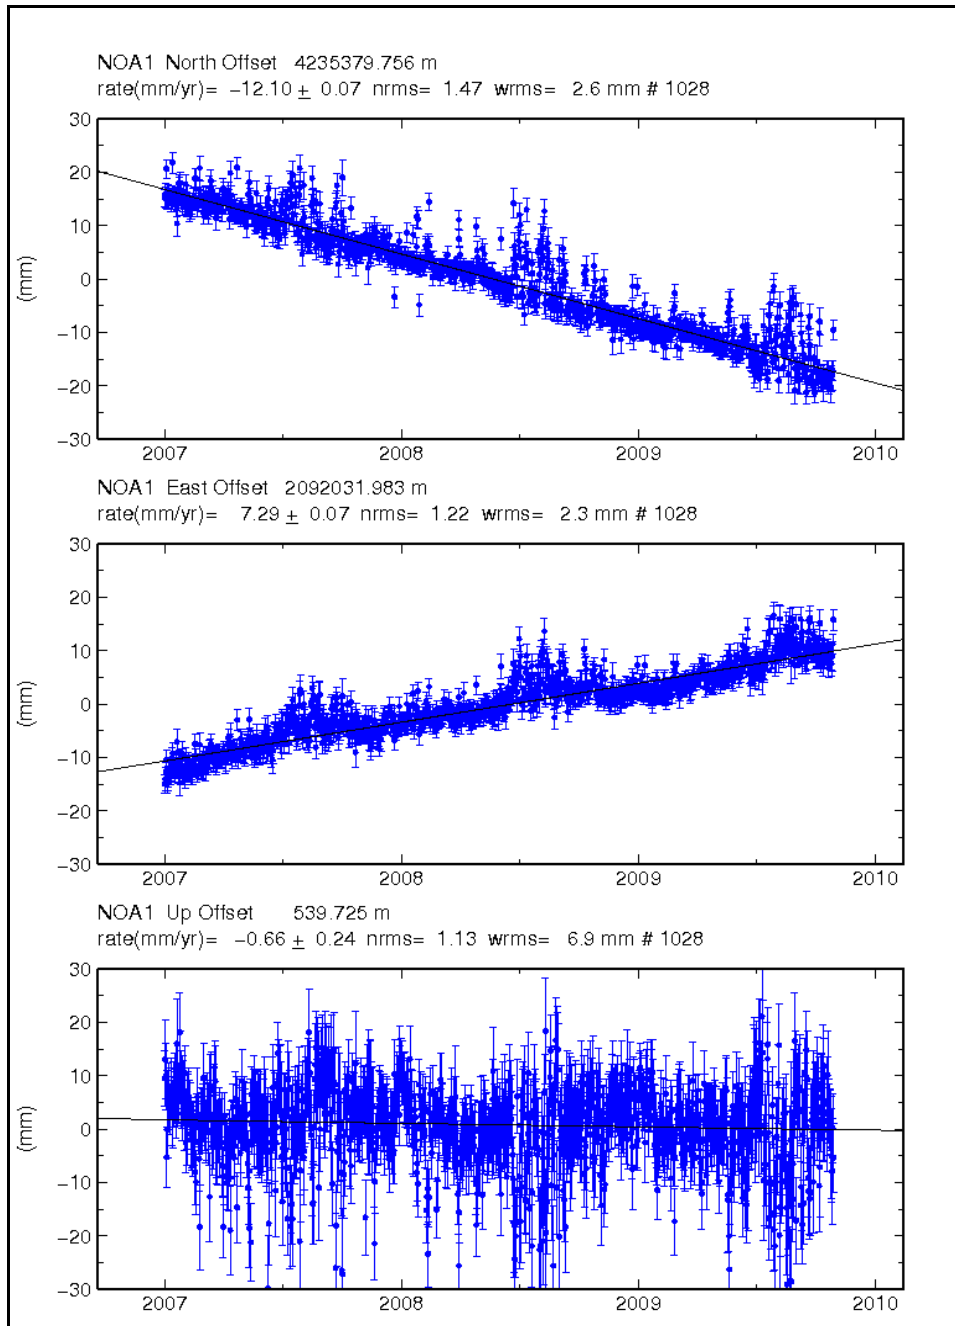 NOA1 North Offset 4235379.756 m
rate(mm/yr)= −12.10 ± 0.07 nrms= 1.47 wrms= 2.6 mm # 1028
30
20
10
0
−10
−20
−30
(mm)
2007 2008 2009 2010
NOA1 East Offset 2092031.983 m
rate(mm/yr)= 7.29 ± 0.07 nrms= 1.22 wrms= 2.3 mm # 1028
30
20
10
0
−10
−20
−30
(mm)
2007 2008 2009 2010
NOA1 Up Offset 539.725 m
rate(mm/yr)= −0.66 ± 0.24 nrms= 1.13 wrms= 6.9 mm # 1028
30
20
10
0
−10
−20
−30
(mm)
2007 2008 2009 2010